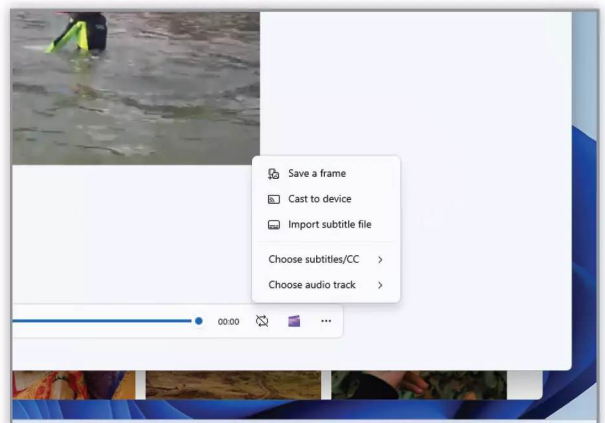 Save a frame
Cast to device
Import subtitle file
Choose subtitles/CC
Choose audio track
00:00